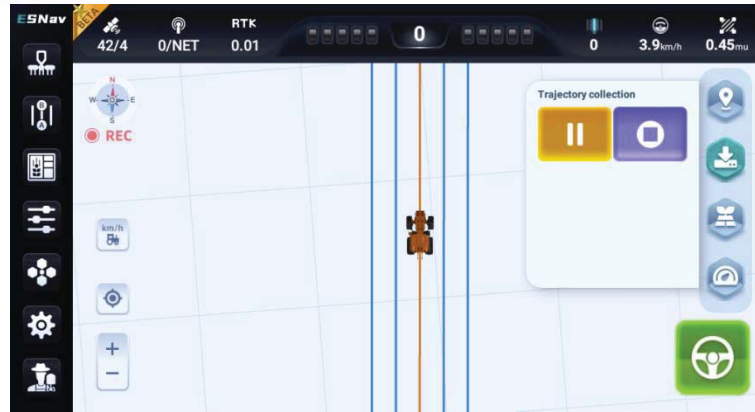 ESNav
BETA
42/4
0/NET
RTK
0.01
0
0
3.9km/h
0.45mu
N
W
E
S
REC
Trajectory collection
km/h
A